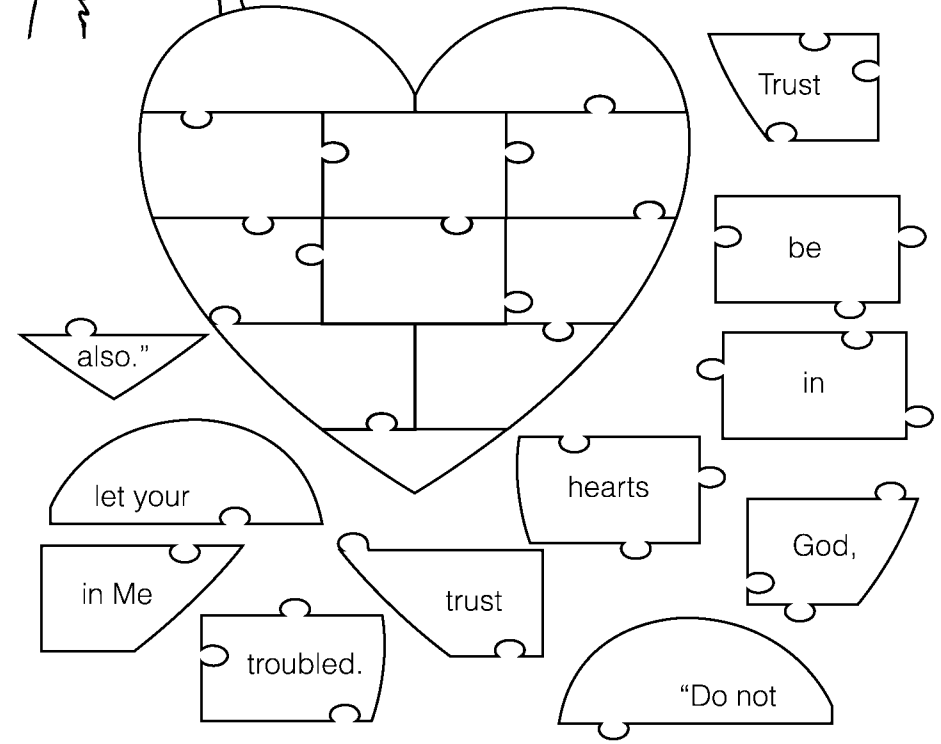 Trust
be
also.”
in
let your
hearts
God,
in Me
trust
troubled.
“Do not